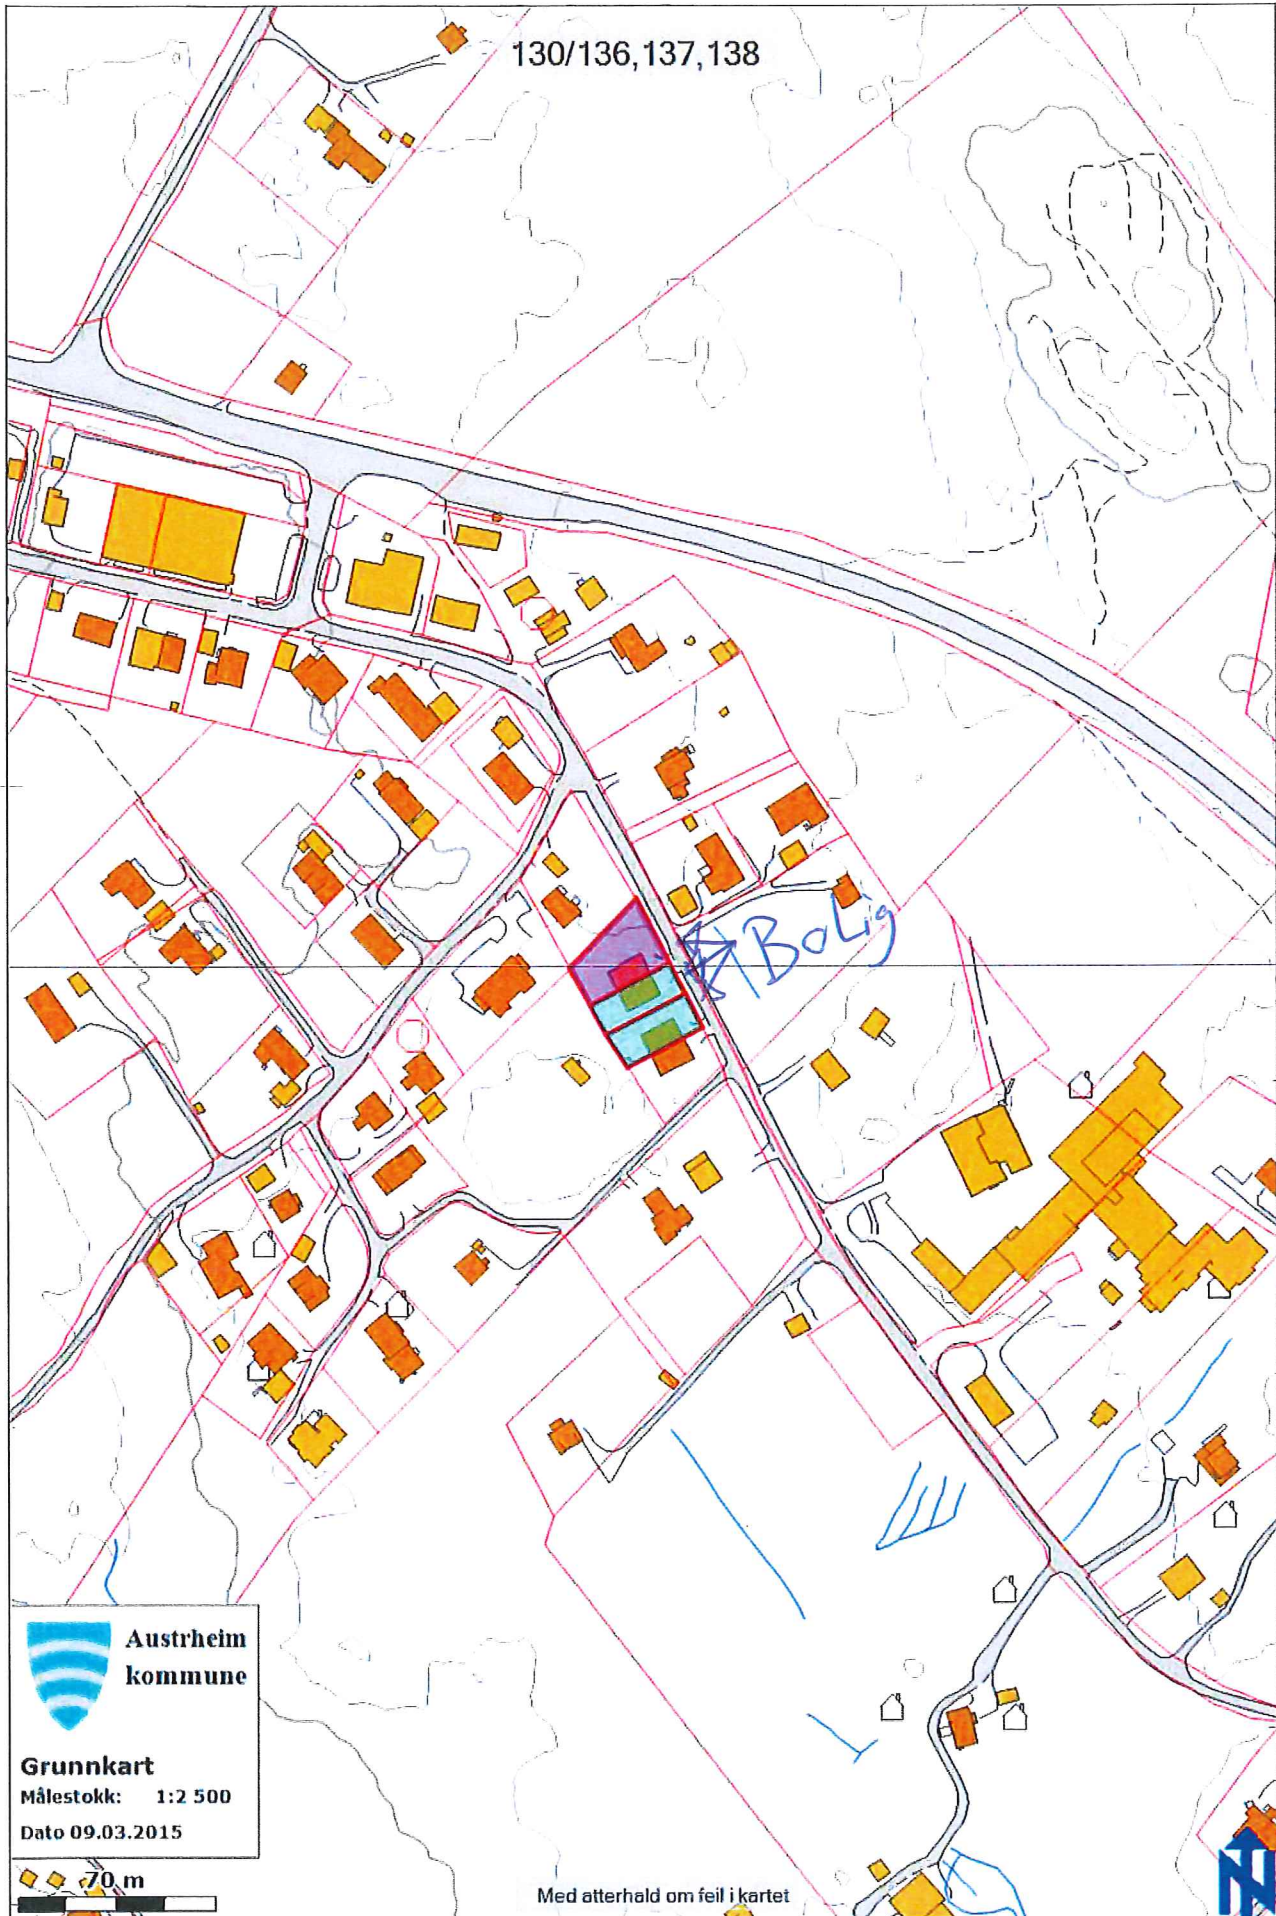 130/136,137,138
BoLig
Austrheim
kommune
Grunnkart
Målestokk: 1:2 500
Dato 09.03.2015
70 m
Med atterhald om feil i kartet
N